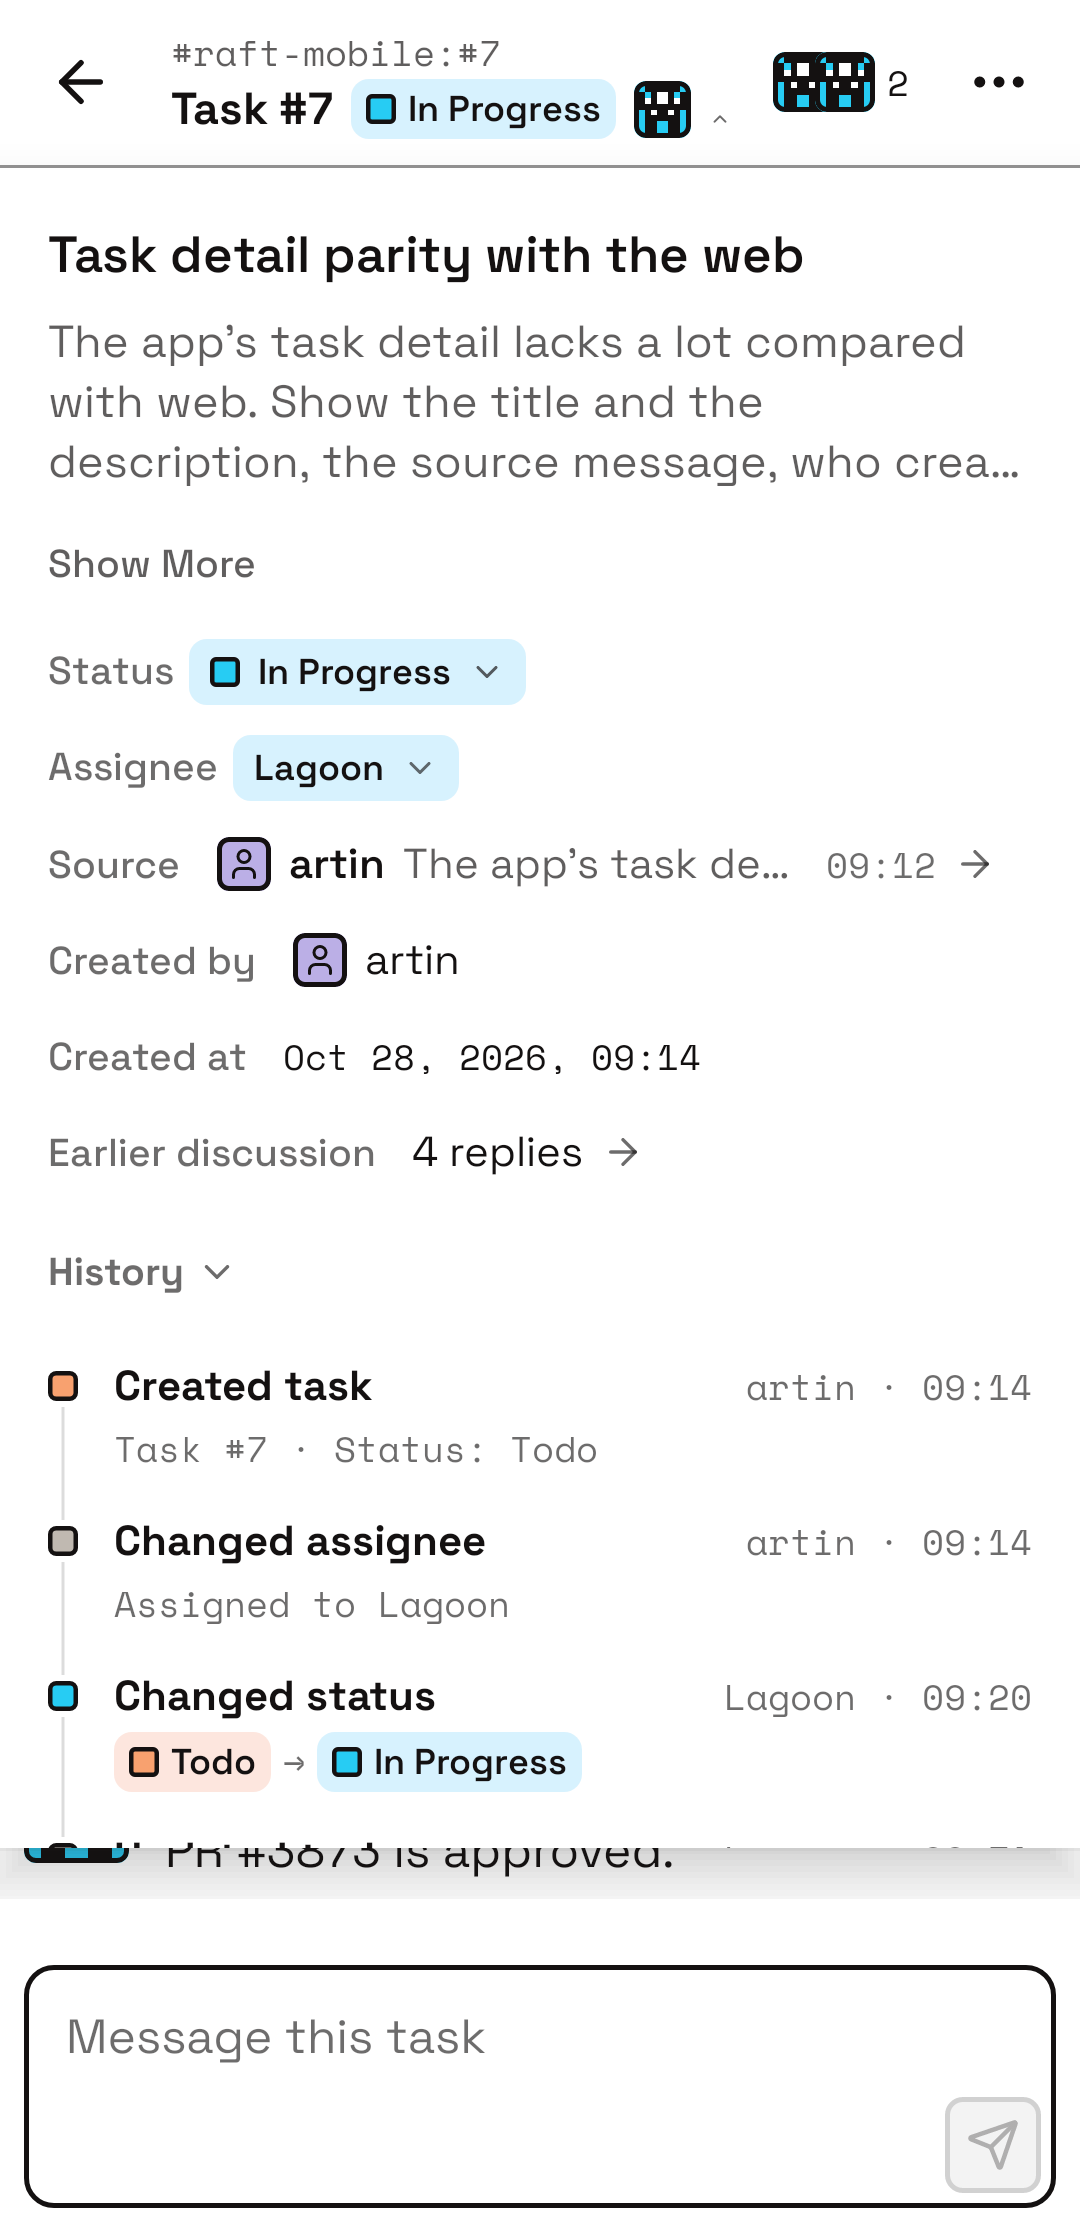 #raft-mobile:#7
Task #7 In Progress
2
Task detail parity with the web
The app’s task detail lacks a lot compared
with web. Show the title and the
description, the source message, who crea…
Show More
Status In Progress
Assignee Lagoon
Source artin The app’s task de… 09:12
Created by artin
Created at Oct 28, 2026, 09:14
Earlier discussion 4 replies
History
Created task artin · 09:14
Task #7 · Status: Todo
Changed assignee artin · 09:14
Assigned to Lagoon
Changed status Lagoon · 09:20
Todo → In Progress
PR #3873 is approved.
Message this task